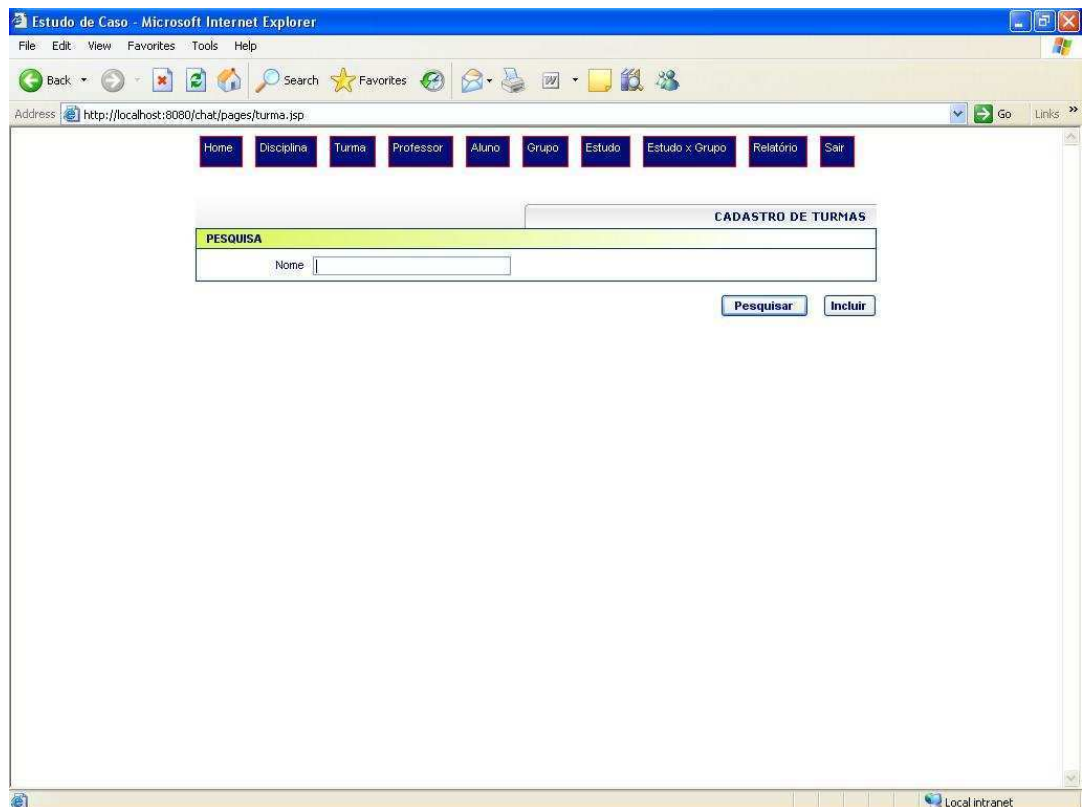 Estudo de Caso - Microsoft Internet Explorer
File Edit View Favorites Tools Help
Back Search Favorites
Address http://localhost:8080/chat/pages/turma.jsp Go Links »
Home Disciplina Turma Professor Aluno Grupo Estudo Estudo x Grupo Relatório Sair
CADASTRO DE TURMAS
PESQUISA
Nome
Pesquisar Incluir
Local intranet